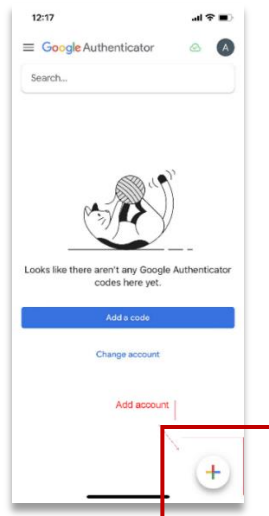 12:17
Google Authenticator
A
Search...
Looks like there aren't any Google Authenticator
codes here yet.
Add a code
Change account
Add account